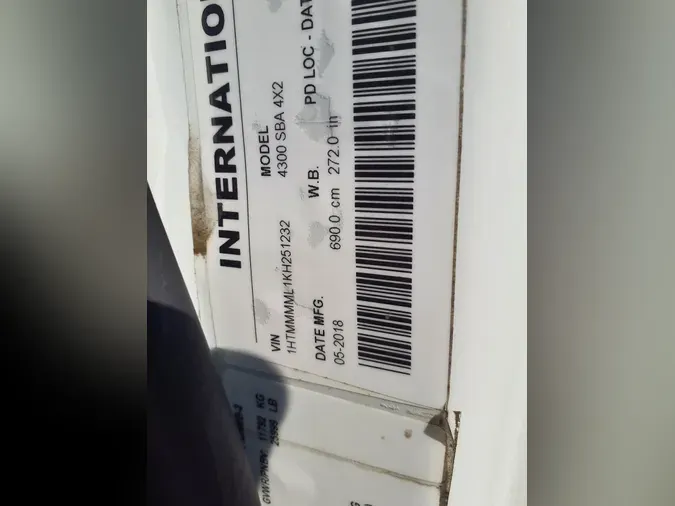 INTERNATIO
MODEL
4300 SBA 4X2
VIN
1HTMMMML1KH251232
W.B. PD LOC - DAT
690.0 cm 272.0 in
DATE MFG.
05-2018
11792 KG
LB